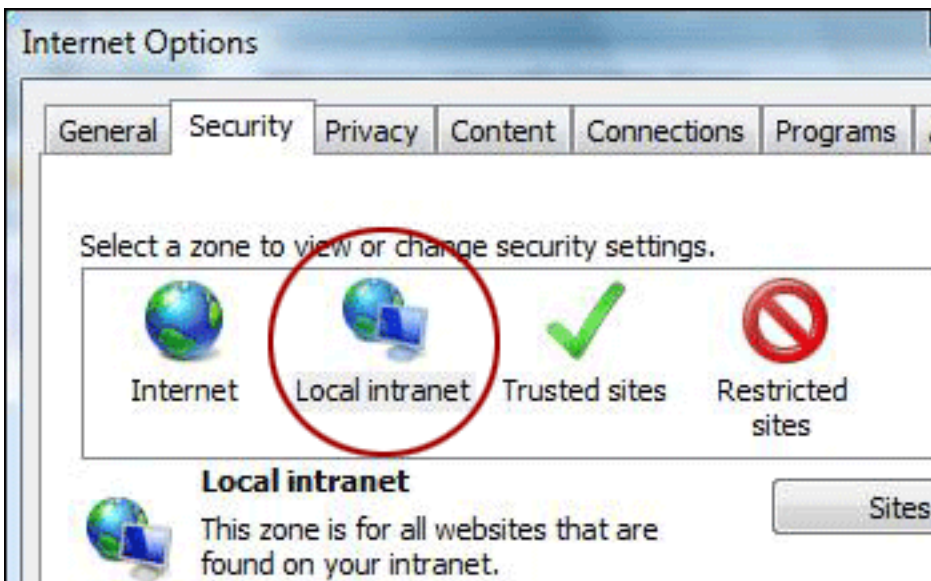 Internet Options
General Security Privacy Content Connections Programs
Select a zone to view or change security settings.
Internet Local intranet Trusted sites Restricted sites
Local intranet
Sites
This zone is for all websites that are
found on your intranet.